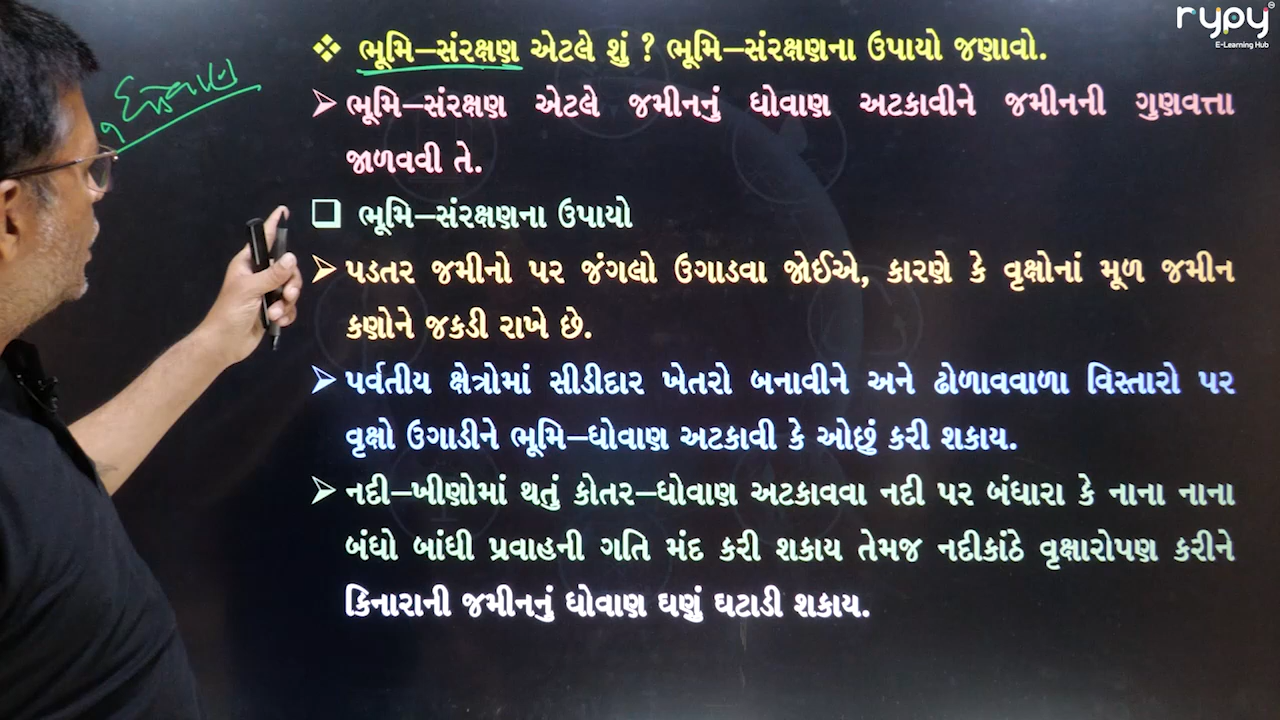 rypy
E-Learning Hub
❖ ભૂમિ–સંરક્ષણ એટલે શું ? ભૂમિ–સંરક્ષણના ઉપાયો જણાવો.
ધોવાણ
➢ ભૂમિ–સંરક્ષણ એટલે જમીનનું ધોવાણ અટકાવીને જમીનની ગુણવત્તા
જાળવવી તે.
❑ ભૂમિ–સંરક્ષણના ઉપાયો
➢ પડતર જમીનો પર જંગલો ઉગાડવા જોઈએ, કારણે કે વૃક્ષોનાં મૂળ જમીન
કણોને જકડી રાખે છે.
➢ પર્વતીય ક્ષેત્રોમાં સીડીદાર ખેતરો બનાવીને અને ઢોળાવવાળા વિસ્તારો પર
વૃક્ષો ઉગાડીને ભૂમિ–ધોવાણ અટકાવી કે ઓછું કરી શકાય.
➢ નદી–ખીણોમાં થતું કોતર–ધોવાણ અટકાવવા નદી પર બંધારા કે નાના નાના
બંધો બાંધી પ્રવાહની ગતિ મંદ કરી શકાય તેમજ નદીકાંઠે વૃક્ષારોપણ કરીને
કિનારાની જમીનનું ધોવાણ ઘણું ઘટાડી શકાય.